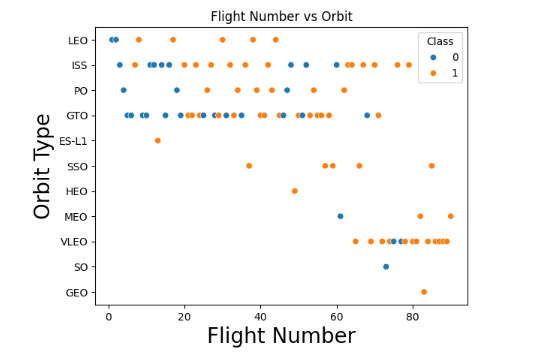 Flight Number vs Orbit
Class
0
1
LEO
ISS
PO
GTO
ES-L1
SSO
HEO
MEO
VLEO
SO
GEO
Orbit Type
0 20 40 60 80
Flight Number